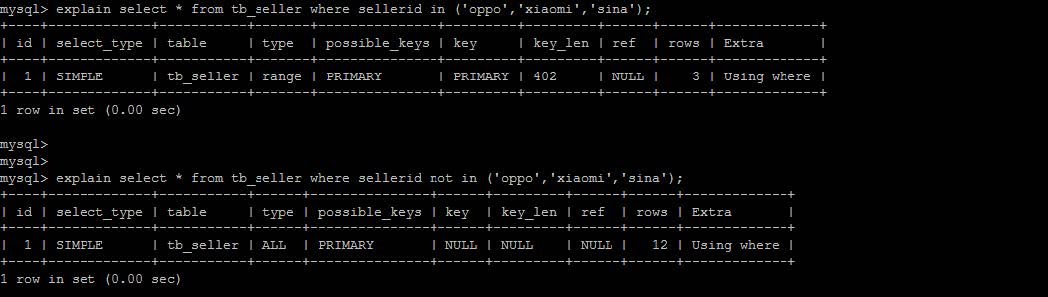 mysql> explain select * from tb_seller where sellerid in ('oppo','xiaomi','sina');
+----+-------------+-----------+-------+---------------+---------+---------+------+------+-------------+
| id | select_type | table     | type  | possible_keys | key     | key_len | ref  | rows | Extra       |
+----+-------------+-----------+-------+---------------+---------+---------+------+------+-------------+
|  1 | SIMPLE      | tb_seller | range | PRIMARY       | PRIMARY | 402     | NULL |    3 | Using where |
+----+-------------+-----------+-------+---------------+---------+---------+------+------+-------------+
1 row in set (0.00 sec)
mysql>
mysql>
mysql> explain select * from tb_seller where sellerid not in ('oppo','xiaomi','sina');
+----+-------------+-----------+------+---------------+------+---------+------+------+-------------+
| id | select_type | table     | type | possible_keys | key  | key_len | ref  | rows | Extra       |
+----+-------------+-----------+------+---------------+------+---------+------+------+-------------+
|  1 | SIMPLE      | tb_seller | ALL  | PRIMARY       | NULL | NULL    | NULL |   12 | Using where |
+----+-------------+-----------+------+---------------+------+---------+------+------+-------------+
1 row in set (0.00 sec)